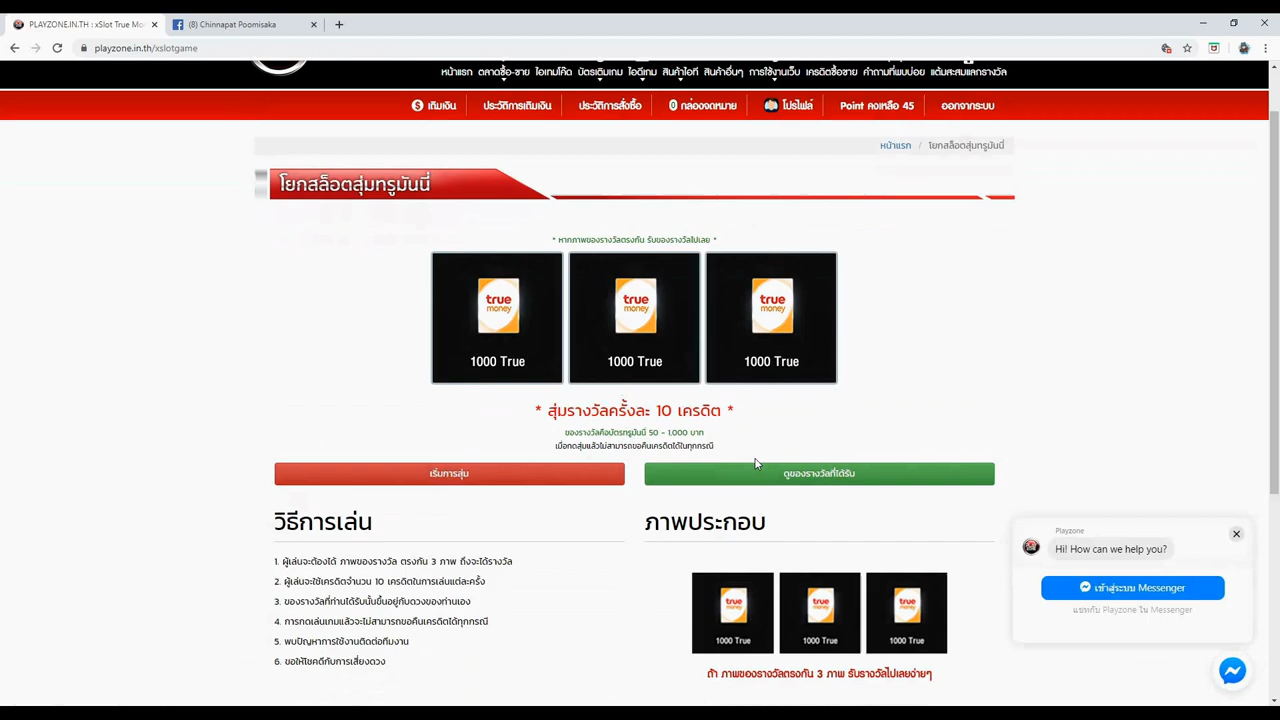 PLAYZONE.IN.TH : xSlot True Mo
(8) Chinnapat Poomisaka
playzone.in.th/xslotgame
หน้าแรก ตลาดซื้อ-ขาย ไอเทมโค๊ด บัตรเติมเกม ไอดีเกม สินค้าไอที สินค้าอื่นๆ การใช้งานเว็บ เครดิตซื้อขาย คำถามที่พบบ่อย แต้มสะสมแลกรางวัล
เติมเงิน ประวัติการเติมเงิน ประวัติการสั่งซื้อ 0 กล่องจดหมาย โปรไฟล์ Point คงเหลือ 45 ออกจากระบบ
หน้าแรก / โยกสล็อตสุ่มทรูมันนี่
โยกสล็อตสุ่มทรูมันนี่
* หากภาพของรางวัลตรงกัน รับของรางวัลไปเลย *
true money true money true money
1000 True 1000 True 1000 True
* สุ่มรางวัลครั้งละ 10 เครดิต *
ของรางวัลคือบัตรทรูมันนี่ 50 - 1,000 บาท
เมื่อกดสุ่มแล้วไม่สามารถขอคืนเครดิตได้ในทุกกรณี
เริ่มการสุ่ม
ดูของรางวัลที่ได้รับ
วิธีการเล่น
1. ผู้เล่นจะต้องได้ ภาพของรางวัล ตรงกัน 3 ภาพ ถึงจะได้รางวัล
2. ผู้เล่นจะใช้เครดิตจำนวน 10 เครดิตในการเล่นแต่ละครั้ง
3. ของรางวัลที่ท่านได้รับนั้นขึ้นอยู่กับดวงของท่านเอง
4. การกดเล่นเกมแล้วจะไม่สามารถขอคืนเครดิตได้ทุกกรณี
5. พบปัญหาการใช้งานติดต่อทีมงาน
6. ขอให้โชคดีกับการเสี่ยงดวง
ภาพประกอบ
true money true money true money
1000 True 1000 True 1000 True
ถ้า ภาพของรางวัลตรงกัน 3 ภาพ รับรางวัลไปเลยง่ายๆ
Playzone
Hi! How can we help you?
เข้าสู่ระบบ Messenger
แชทกับ Playzone ใน Messenger